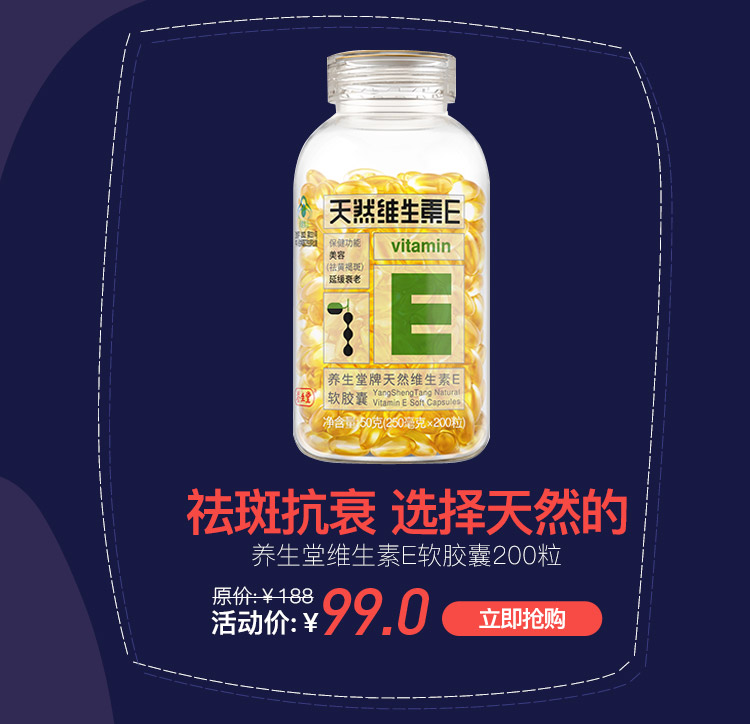 天然维生素E
保健功能
美容
(祛黄褐斑)
延缓衰老
vitamin
E
养生堂牌天然维生素E
软胶囊
YangShengTang Natural
Vitamin E Soft Capsules
净含量:50克(250毫克×200粒)
祛斑抗衰 选择天然的
养生堂维生素E软胶囊200粒
原价:¥188
活动价:¥99.0
立即抢购